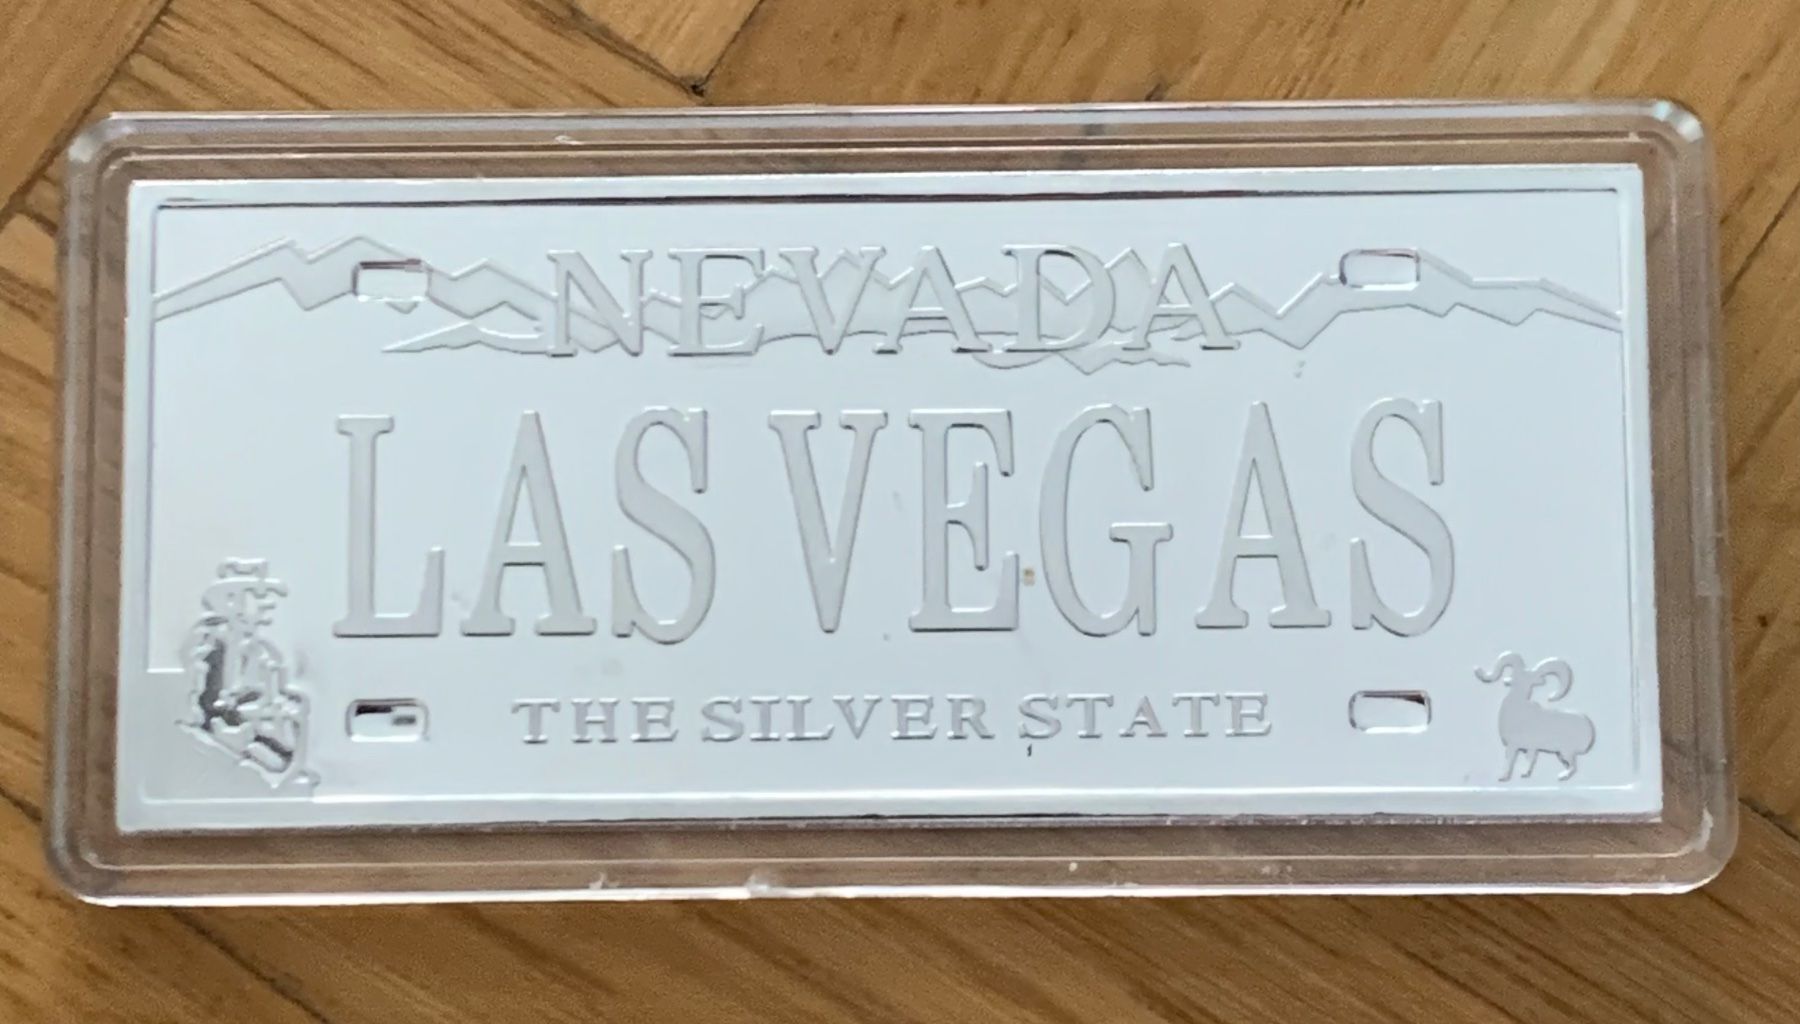 NEVADA
LAS VEGAS
THE SILVER STATE